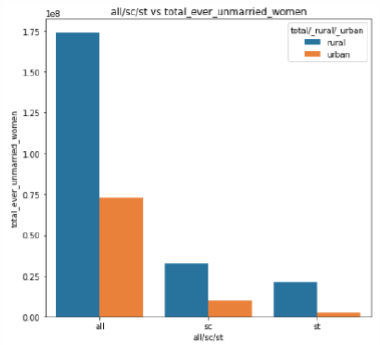 all/sc/st vs total_ever_unmarried_women
1e8
total/_rural/_urban
rural
urban
1.75
1.50
1.25
1.00
0.75
0.50
0.25
0.00
total_ever_unmarried_women
all
sc
st
all/sc/st